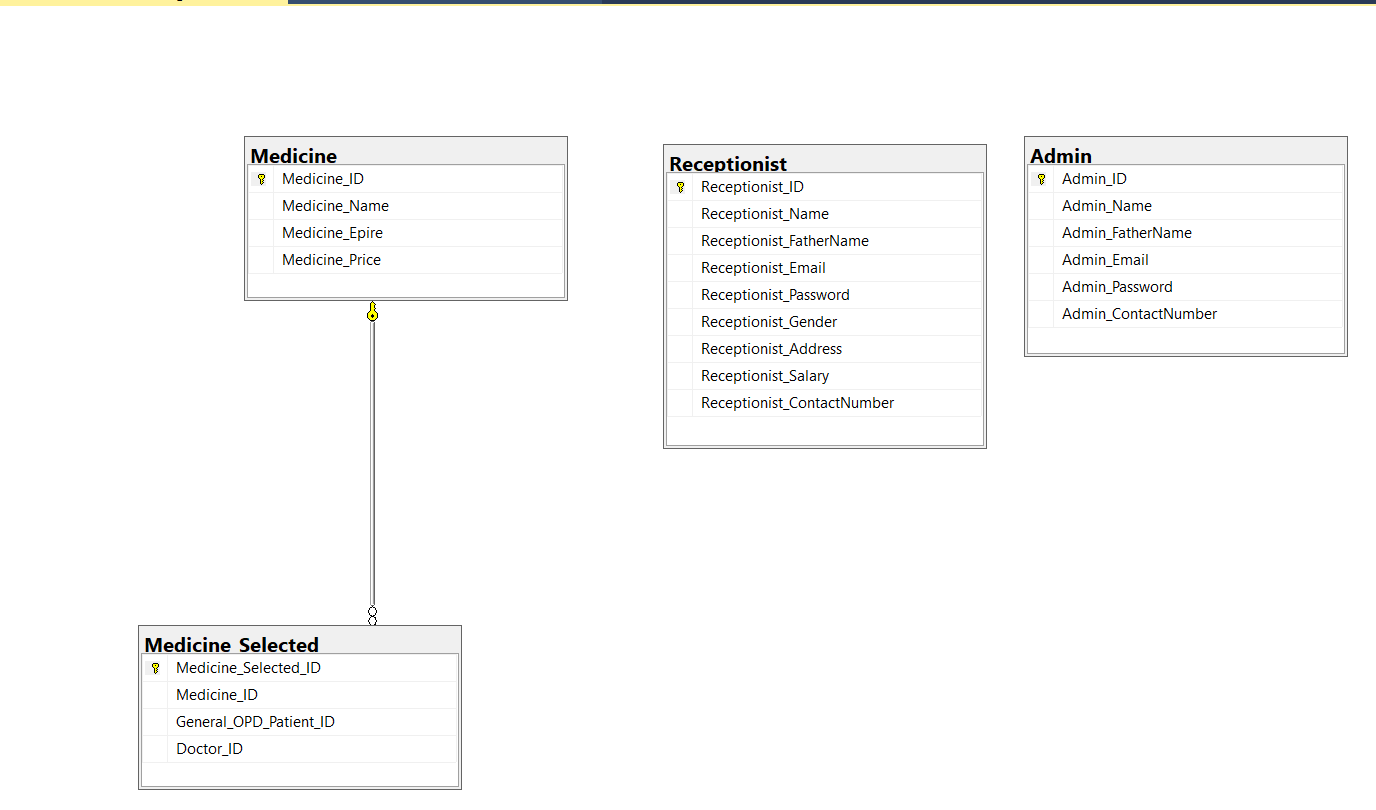 Medicine
Medicine_ID
Medicine_Name
Medicine_Epire
Medicine_Price
Receptionist
Receptionist_ID
Receptionist_Name
Receptionist_FatherName
Receptionist_Email
Receptionist_Password
Receptionist_Gender
Receptionist_Address
Receptionist_Salary
Receptionist_ContactNumber
Admin
Admin_ID
Admin_Name
Admin_FatherName
Admin_Email
Admin_Password
Admin_ContactNumber
Medicine_Selected
Medicine_Selected_ID
Medicine_ID
General_OPD_Patient_ID
Doctor_ID